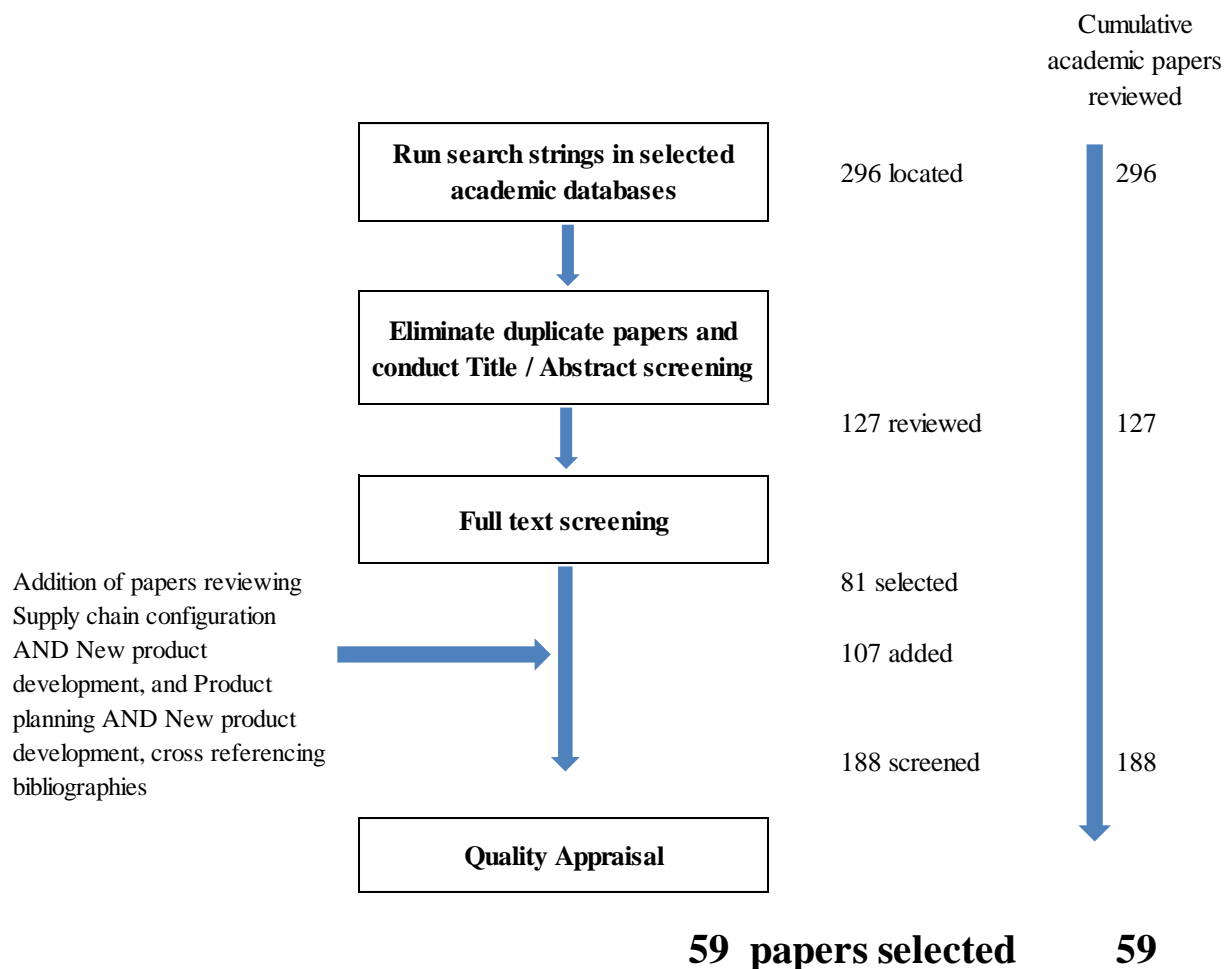 Cumulative
academic papers
reviewed
Run search strings in selected
academic databases
296 located
296
Eliminate duplicate papers and
conduct Title / Abstract screening
127 reviewed
127
Full text screening
Addition of papers reviewing
Supply chain configuration
AND New product
development, and Product
planning AND New product
development, cross referencing
bibliographies
81 selected
107 added
188 screened
188
Quality Appraisal
59 papers selected
59